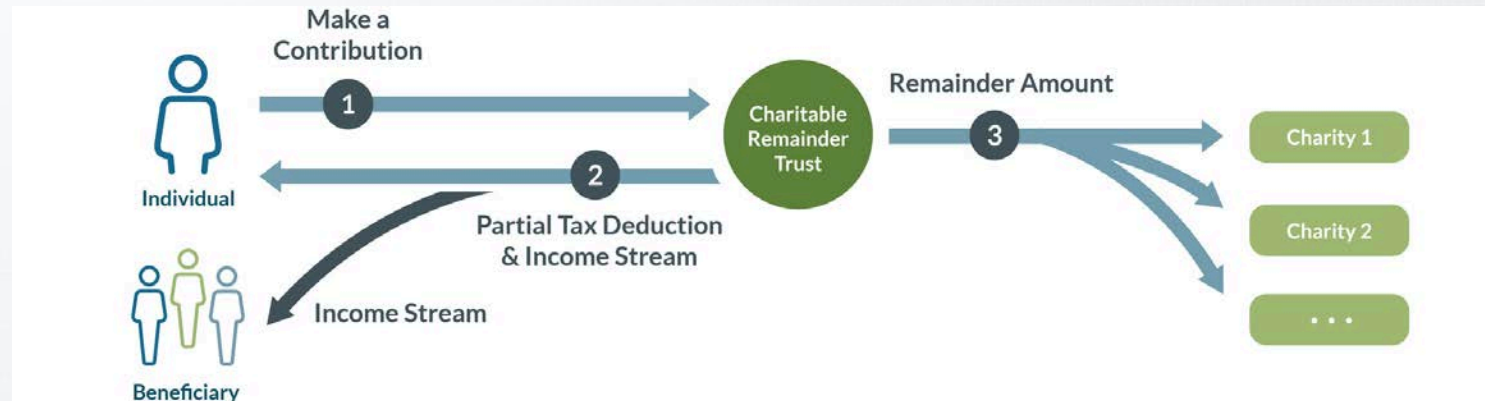 Make a
Contribution
1
Individual
2
Partial Tax Deduction
& Income Stream
Income Stream
Beneficiary
Charitable
Remainder
Trust
Remainder Amount
3
Charity 1
Charity 2
...